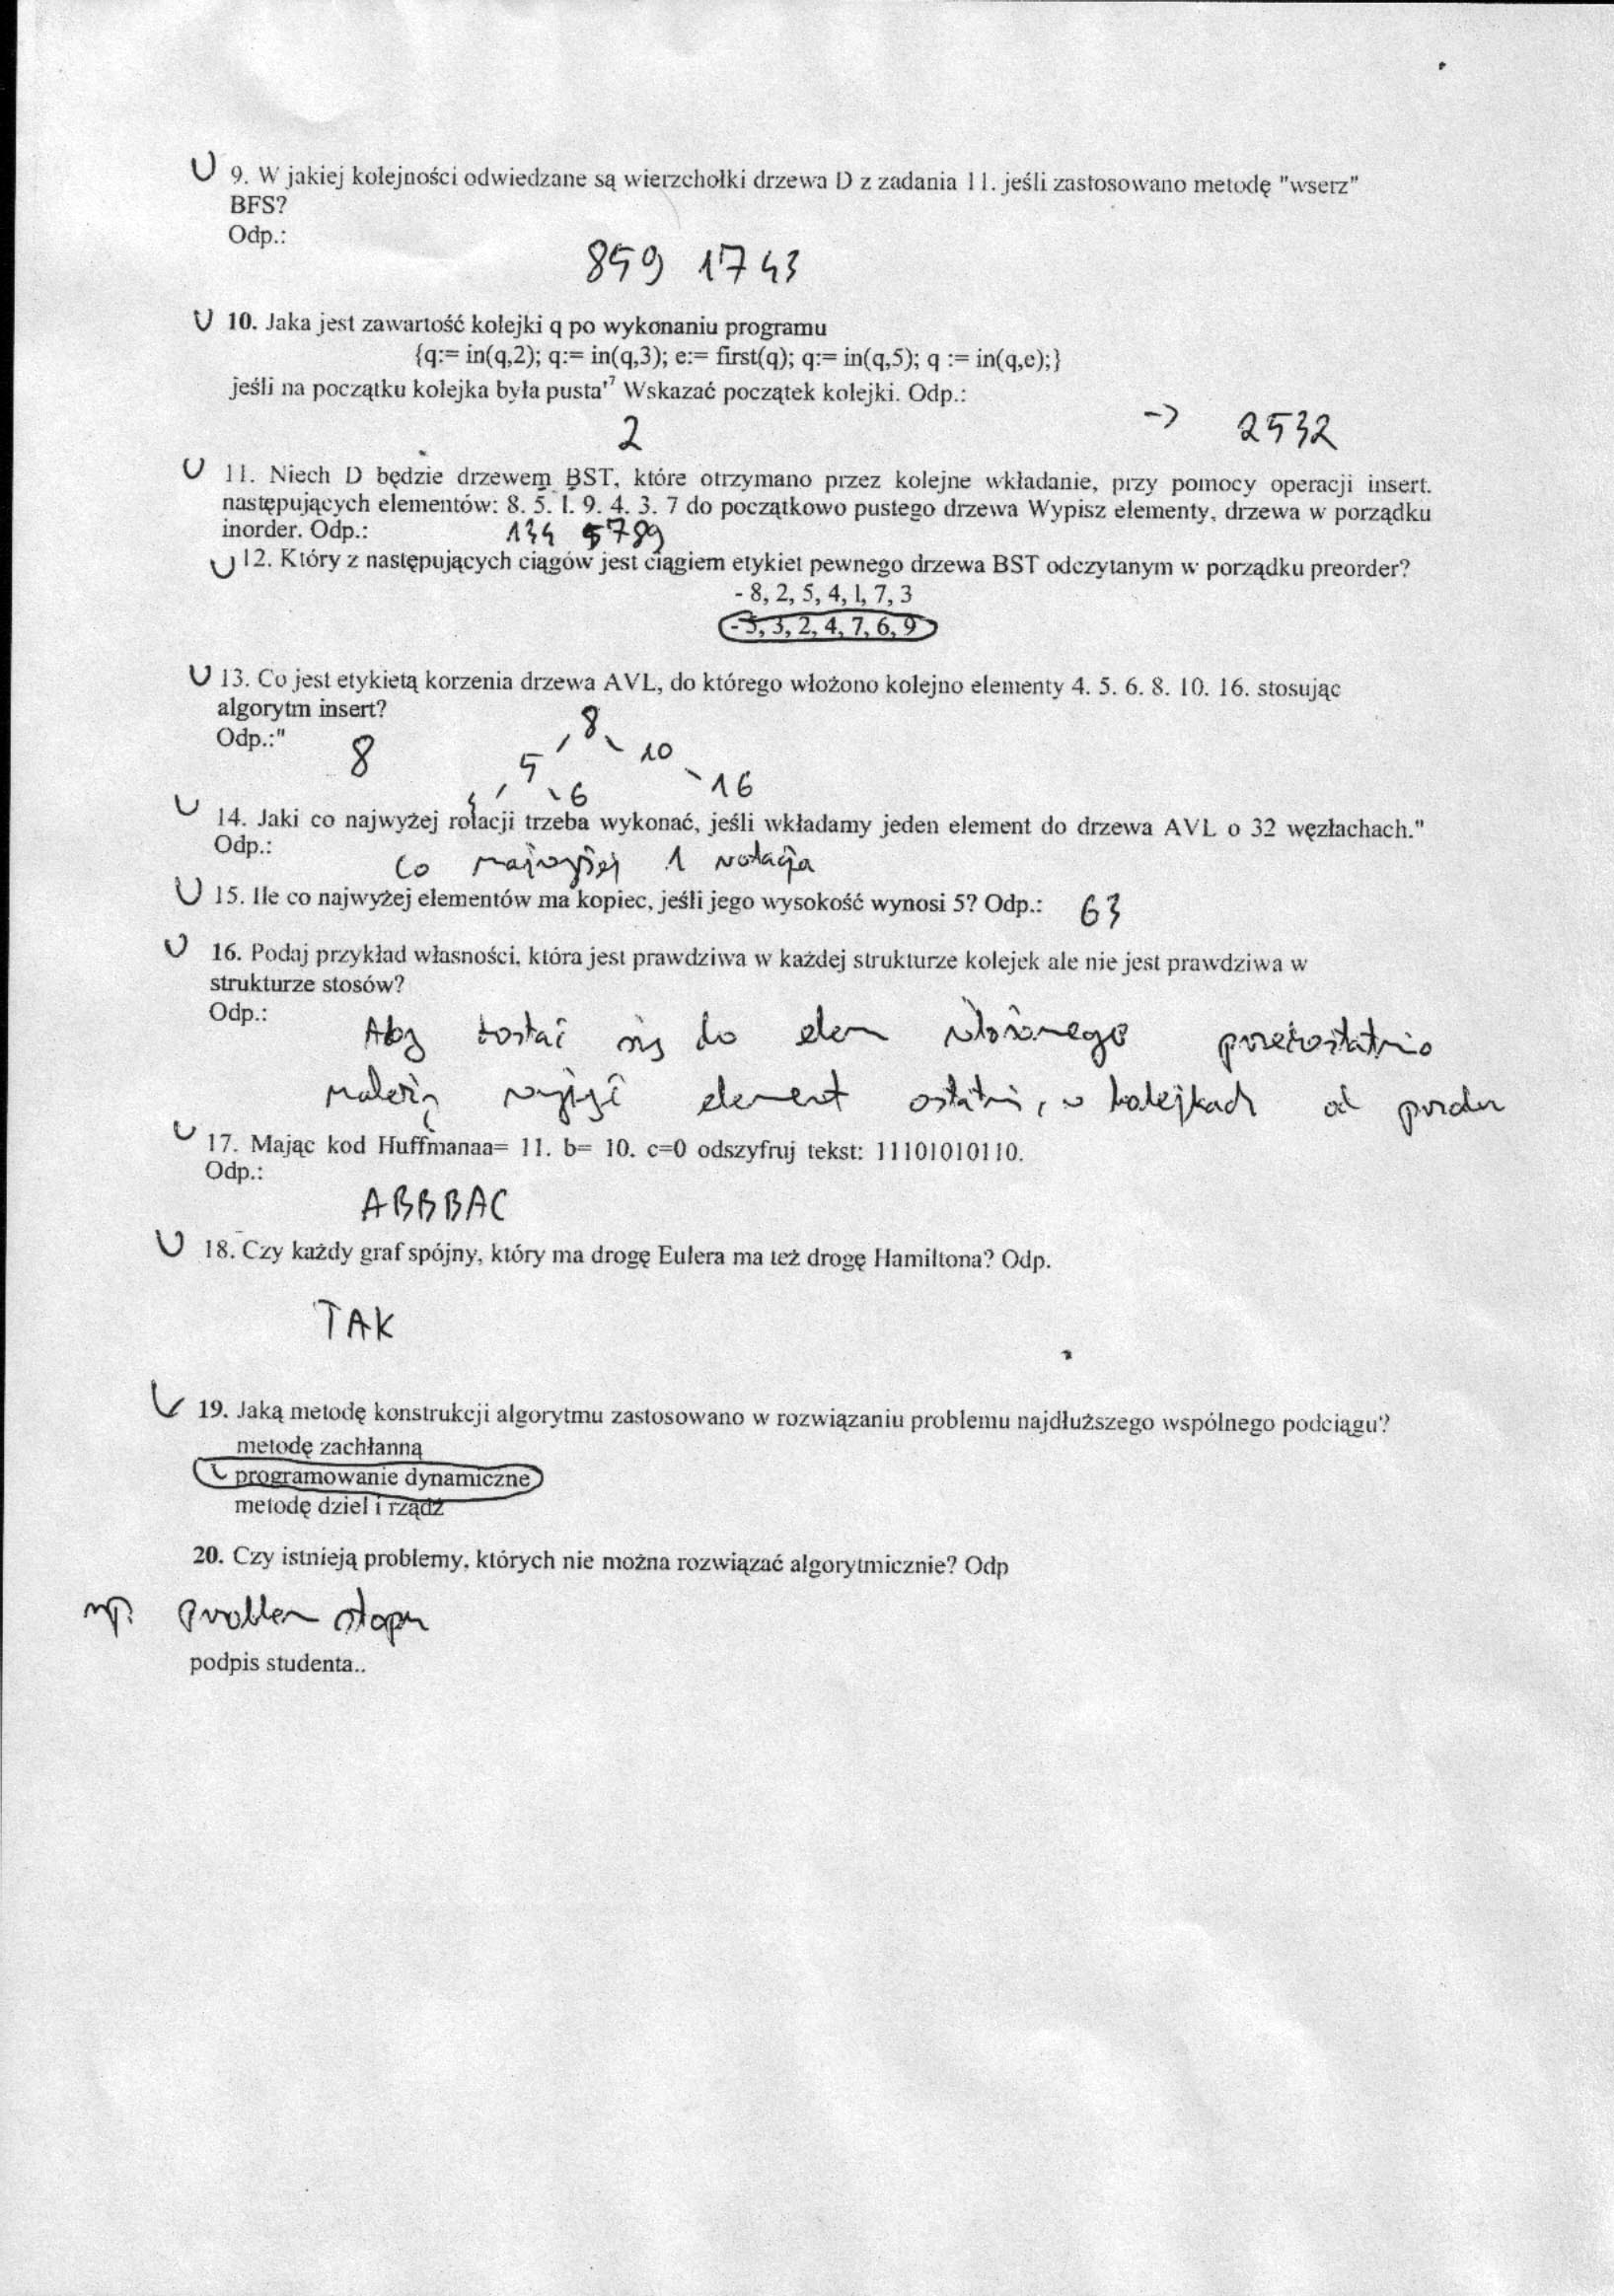 U 9. W jakiej kolejności odwiedzane są wierzchołki drzewa D z zadania 11. jeśli zastosowano metodę "wserz"
BFS?
Odp.:
859 1743
U 10. Jaka jest zawartość kolejki q po wykonaniu programu
{q:= in(q,2); q:= in(q,3); e:= first(q); q:= in(q,5); q := in(q,e);}
jeśli na początku kolejka była pusta'' Wskazać początek kolejki. Odp.:
2 -> 2532
U 11. Niech D będzie drzewem BST, które otrzymano przez kolejne wkładanie, przy pomocy operacji insert.
następujących elementów: 8. 5. 1. 9. 4. 3. 7 do początkowo pustego drzewa Wypisz elementy, drzewa w porządku
inorder. Odp.: 134 5789
U 12. Który z następujących ciągów jest ciągiem etykiet pewnego drzewa BST odczytanym w porządku preorder?
- 8, 2, 5, 4, 1, 7, 3
- 5, 3, 2, 4, 7, 6, 9
U 13. Co jest etykietą korzenia drzewa AVL, do którego włożono kolejno elementy 4. 5. 6. 8. 10. 16. stosując
algorytm insert?
Odp.:" 8
8
5 10
4 6 16
U 14. Jaki co najwyżej rotacji trzeba wykonać, jeśli wkładamy jeden element do drzewa AVL o 32 węzłachach."
Odp.:
Co najwyżej 1 rotacja
U 15. Ile co najwyżej elementów ma kopiec, jeśli jego wysokość wynosi 5? Odp.: 63
U 16. Podaj przykład własności, która jest prawdziwa w każdej strukturze kolejek ale nie jest prawdziwa w
strukturze stosów?
Odp.:
Aby dostać się do elem włożonego przedostatnio
należy wyjąć element ostatni, w kolejkach od przodu
U 17. Mając kod Huffmanaa= 11. b= 10. c=0 odszyfruj tekst: 11101010110.
Odp.:
ABBBAC
U 18. Czy każdy graf spójny, który ma drogę Eulera ma też drogę Hamiltona? Odp.
TAK
19. Jaką metodę konstrukcji algorytmu zastosowano w rozwiązaniu problemu najdłuższego wspólnego podciągu?
metodę zachłanną
programowanie dynamiczne
metodę dziel i rządź
20. Czy istnieją problemy, których nie można rozwiązać algorytmicznie? Odp
np. problem stopu
podpis studenta..